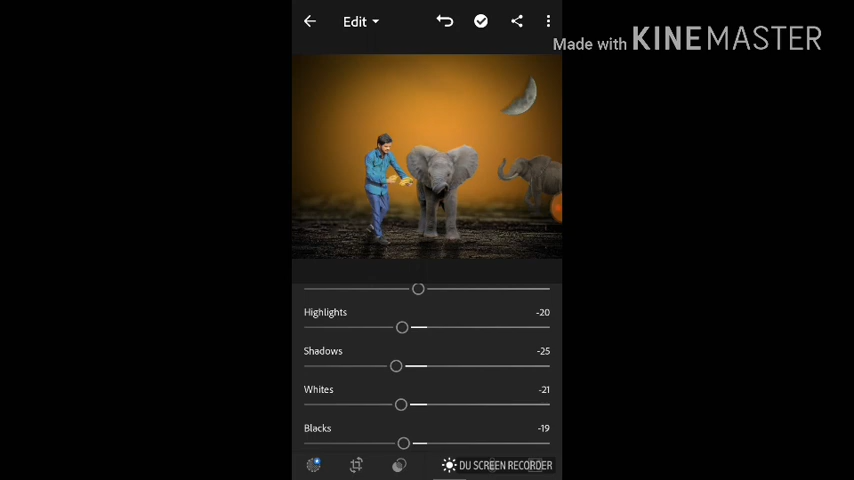 Edit
Made with KINEMASTER
Highlights -20
Shadows -25
Whites -21
Blacks -19
DU SCREEN RECORDER